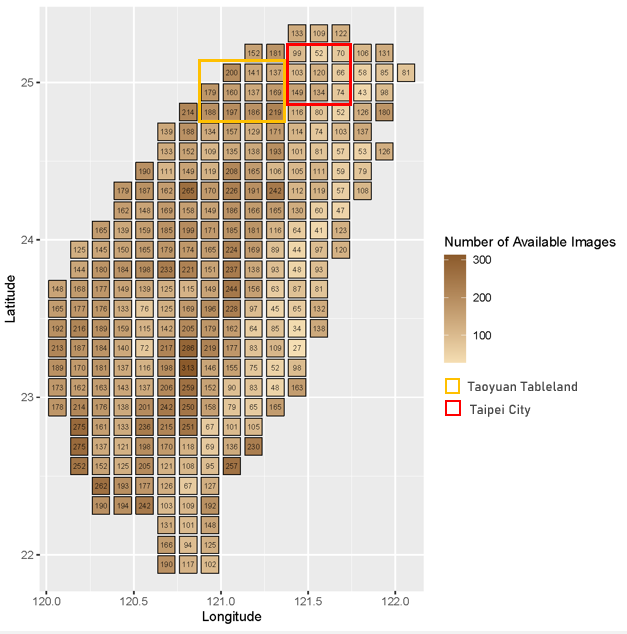 133 109 122
152 181 99 52 70 106 131
25 200 141 137 103 120 66 58 85 81
179 160 137 169 149 134 74 43 98
214 188 197 186 219 116 80 52 126 180
139 188 134 157 129 171 114 74 103 137
133 152 109 135 138 193 101 81 57 53 126
190 111 149 119 208 165 106 105 111 59 79
179 187 162 265 170 226 191 242 112 119 57 108
162 148 169 158 149 186 166 165 130 60 47
24 165 139 159 185 199 171 185 181 116 64 41 123
125 145 150 165 179 174 165 224 169 89 44 97 120
144 180 184 198 233 221 151 237 138 93 48 93
148 168 177 149 139 125 149 244 156 63 87 81
165 177 176 133 76 155 169 196 228 97 45 65 132
192 216 189 159 115 142 205 179 162 64 85 34 138
213 187 184 140 72 217 286 219 177 83 109 27
23 189 170 181 137 116 198 313 146 155 75 52 98
173 162 163 143 137 206 259 152 90 83 48 163
178 214 176 138 201 242 250 158 79 65 165
275 161 133 236 215 251 67 101 105
275 137 121 198 170 118 69 136 230
252 152 125 205 121 108 95 257
262 193 177 126 67 127
190 194 242 103 109 192
131 101 148
22 166 94 125
190 117 102
120.0 120.5 121.0 121.5 122.0
Longitude
Latitude
Number of Available Images
300
200
100
Taoyuan Tableland
Taipei City